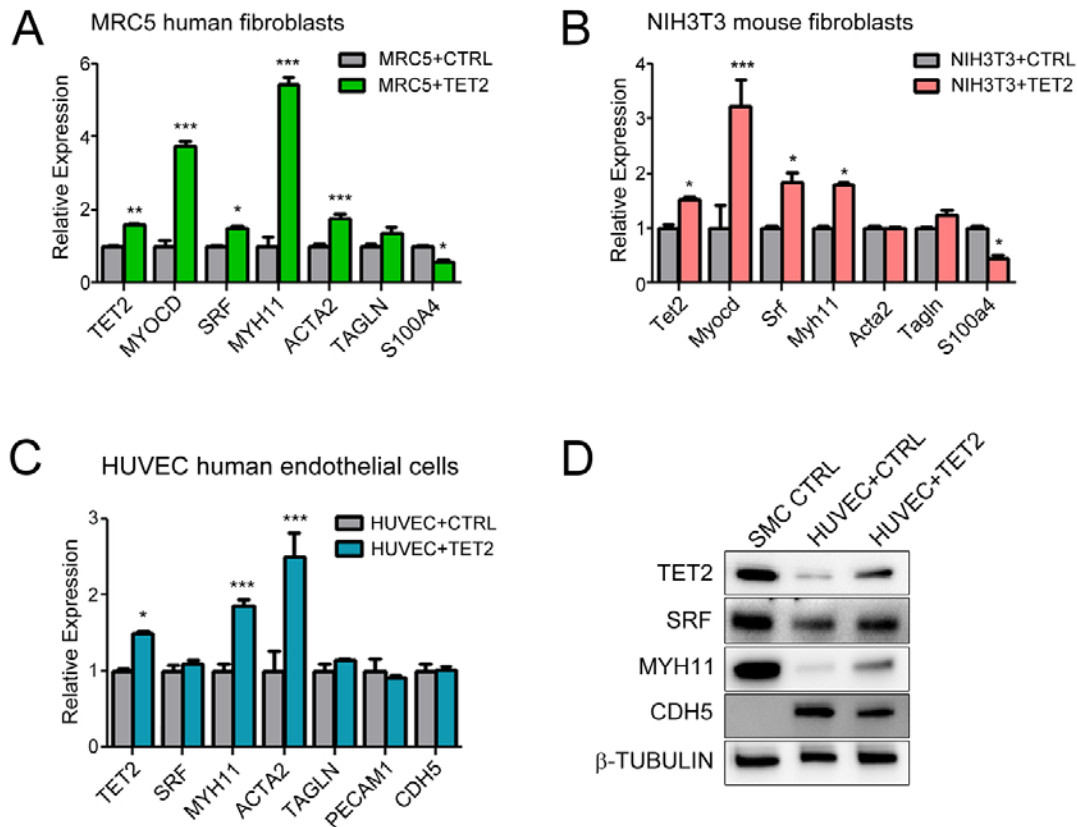 A
MRC5 human fibroblasts
Relative Expression
6
4
2
0
MRC5+CTRL
MRC5+TET2
**
***
*
***
***
*
TET2
MYOCD
SRF
MYH11
ACTA2
TAGLN
S100A4
B
NIH3T3 mouse fibroblasts
Relative Expression
4
3
2
1
0
NIH3T3+CTRL
NIH3T3+TET2
*
***
*
*
*
Tet2
Myocd
Srf
Myh11
Acta2
Tagln
S100a4
C
HUVEC human endothelial cells
Relative Expression
3
2
1
0
HUVEC+CTRL
HUVEC+TET2
*
***
***
TET2
SRF
MYH11
ACTA2
TAGLN
PECAM1
CDH5
D
SMC CTRL
HUVEC+CTRL
HUVEC+TET2
TET2
SRF
MYH11
CDH5
β-TUBULIN